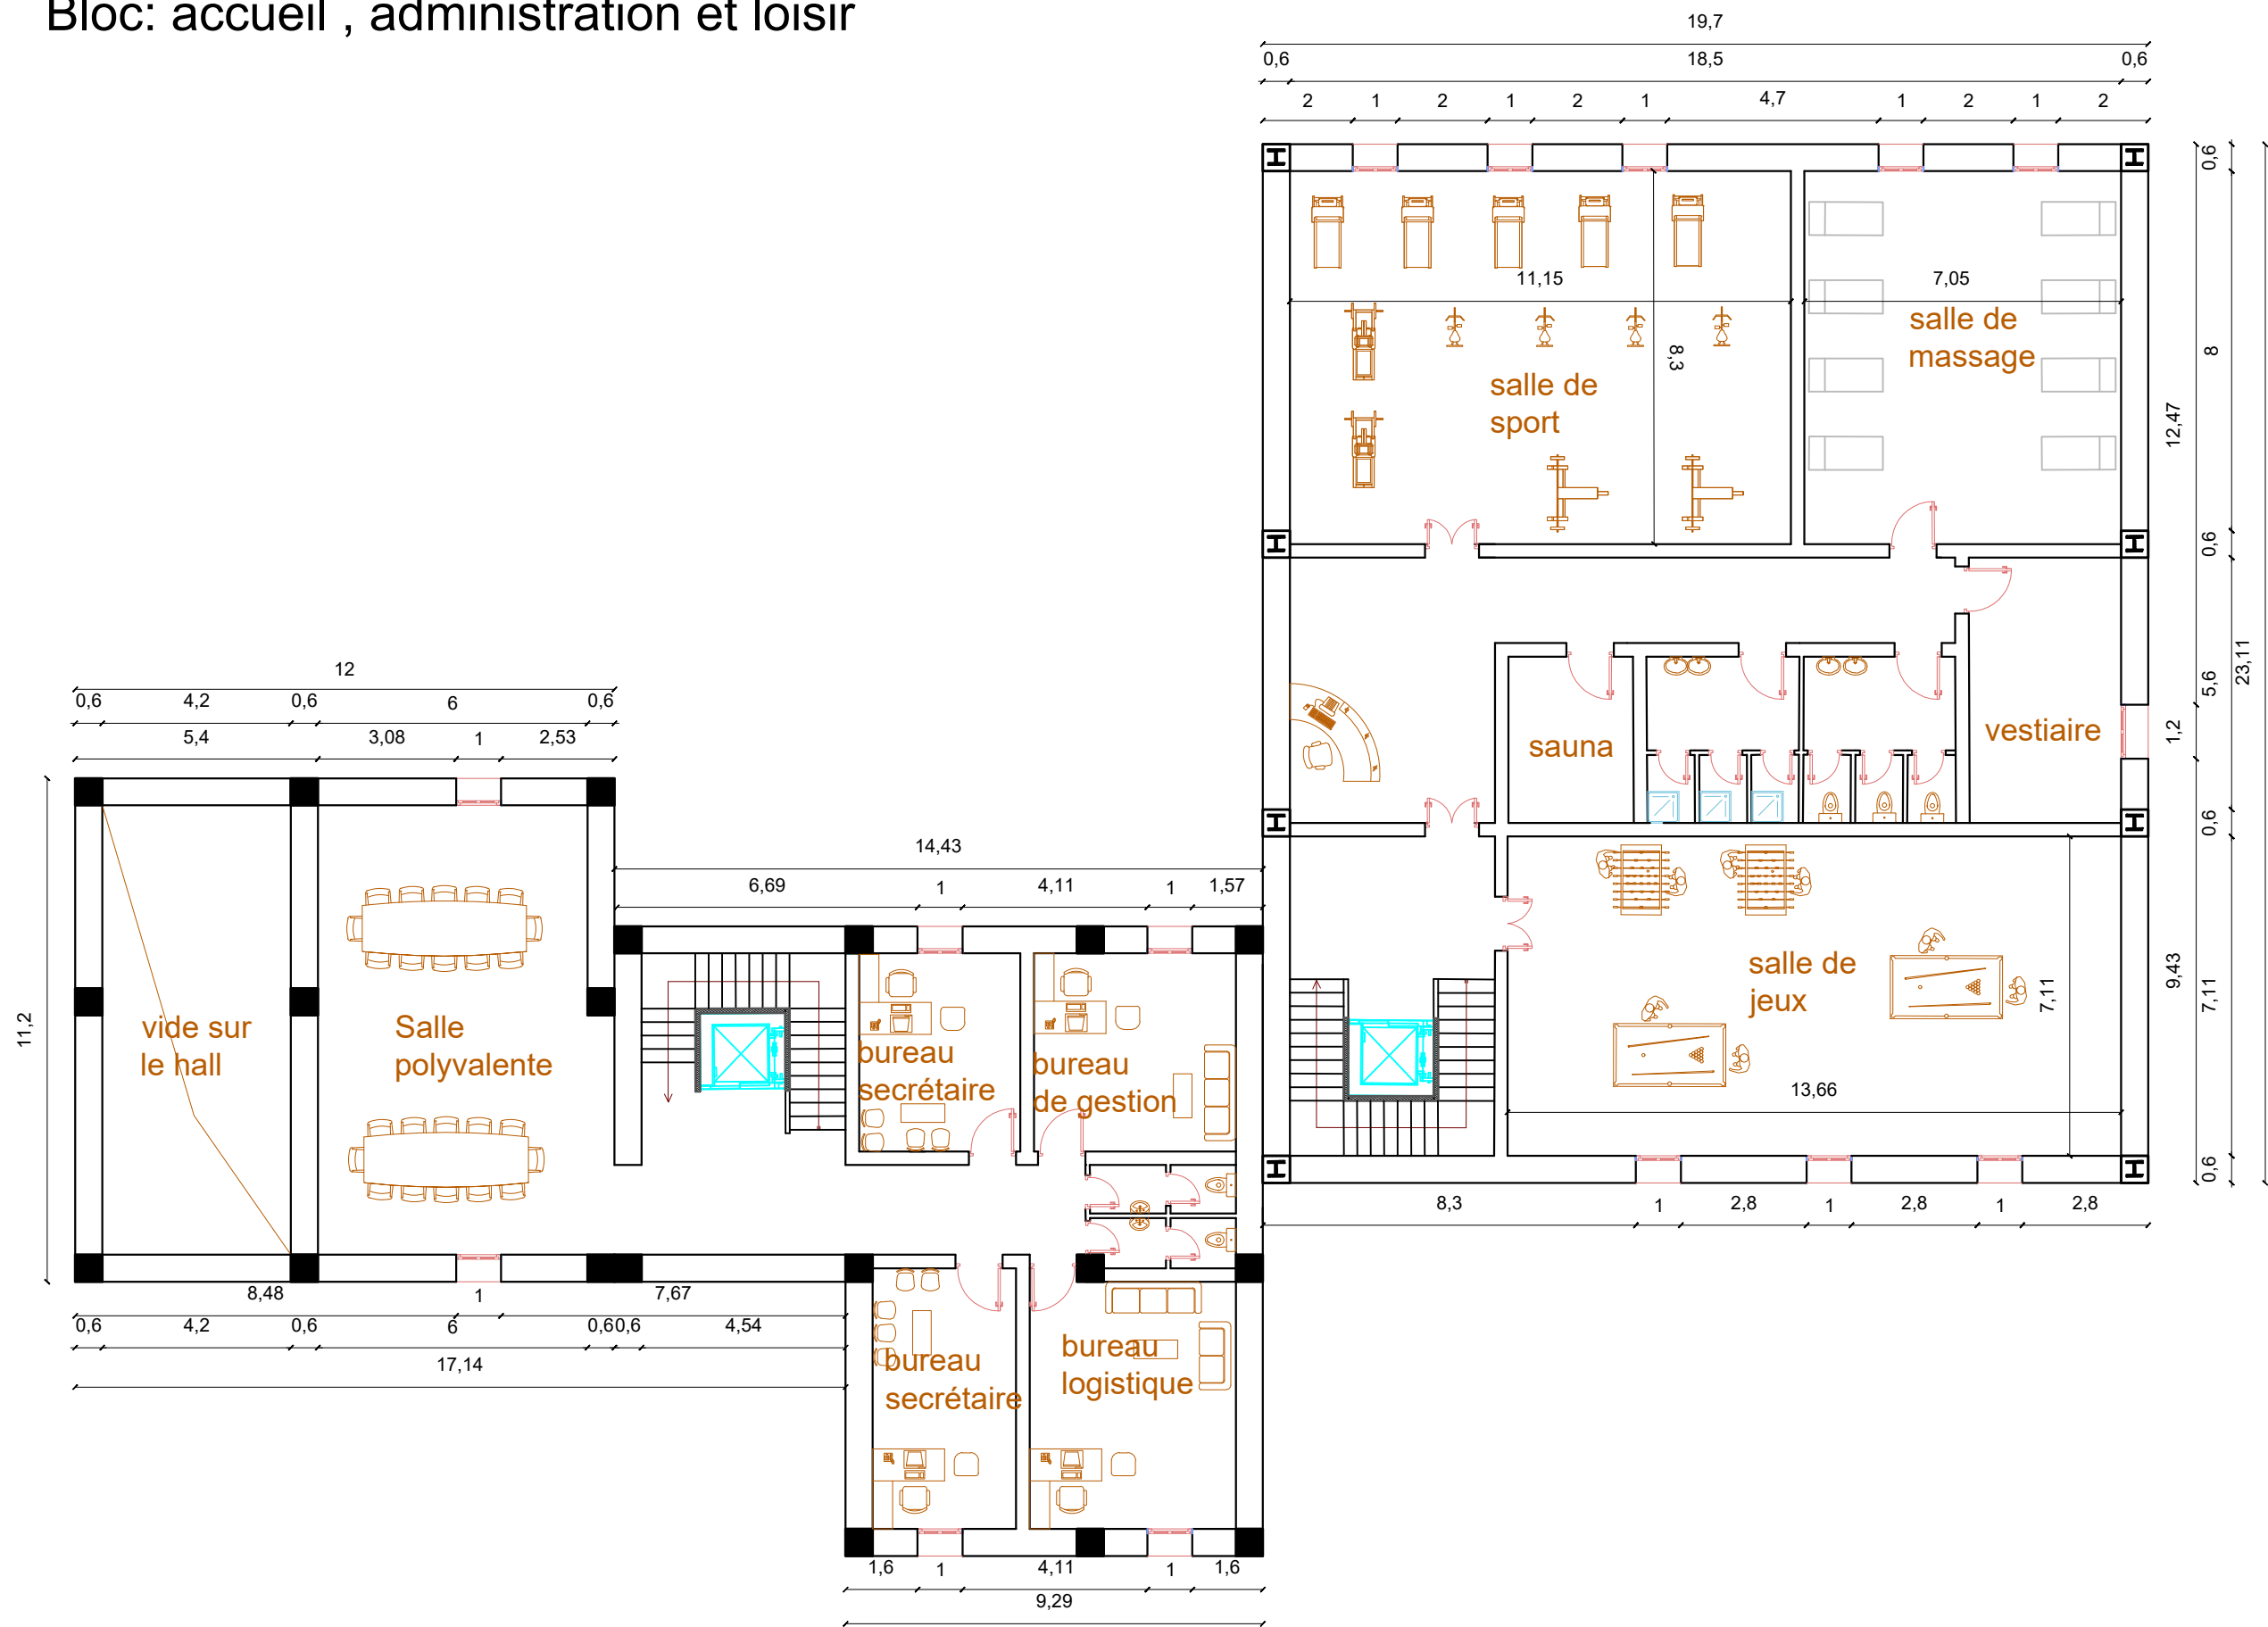 Bloc: accueil , administration et loisir
19,7
0,6 18,5 0,6
2 1 2 1 2 1 4,7 1 2 1 2
0,6
11,15
7,05
salle de
massage
8,3
8
salle de
sport
12,47
0,6
23,11
5,6
1,2
sauna
vestiaire
0,6
12
0,6 4,2 0,6 6 0,6
5,4 3,08 1 2,53
14,43
6,69 1 4,11 1 1,57
11,2
vide sur
le hall
Salle
polyvalente
bureau
secrétaire
bureau
de gestion
salle de
jeux
7,11
9,43
7,11
13,66
0,6
8,3 1 2,8 1 2,8 1 2,8
8,48 1 7,67
0,6 4,2 0,6 6 0,6 0,6 4,54
17,14
bureau
secrétaire
bureau
logistique
1,6 1 4,11 1 1,6
9,29